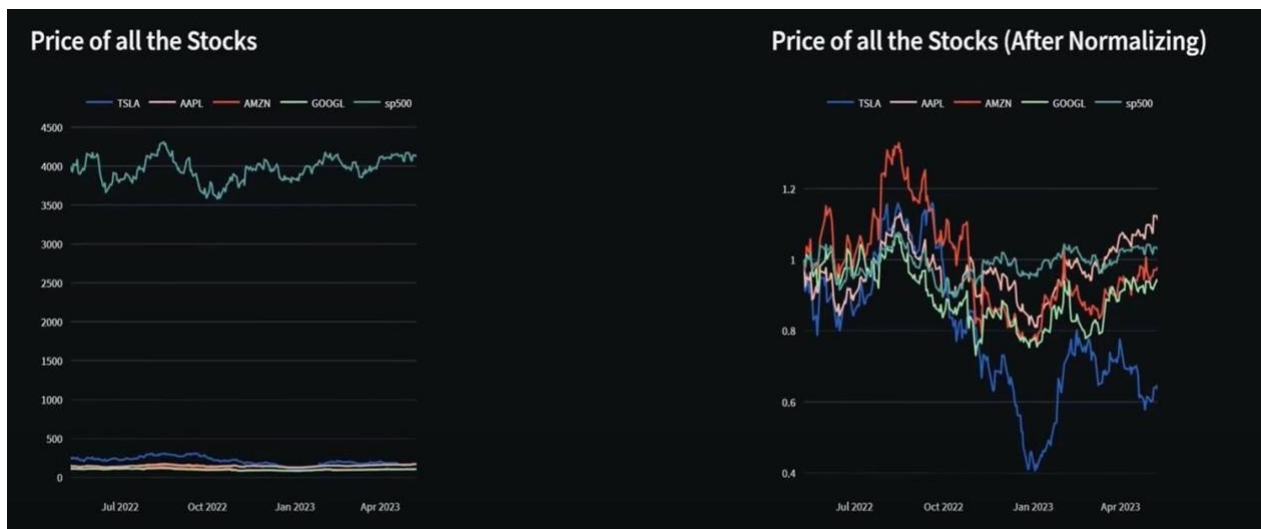 Price of all the Stocks
TSLA AAPL AMZN GOOGL sp500
4500
4000
3500
3000
2500
2000
1500
1000
500
0
Jul 2022 Oct 2022 Jan 2023 Apr 2023
Price of all the Stocks (After Normalizing)
TSLA AAPL AMZN GOOGL sp500
1.2
1
0.8
0.6
0.4
Jul 2022 Oct 2022 Jan 2023 Apr 2023